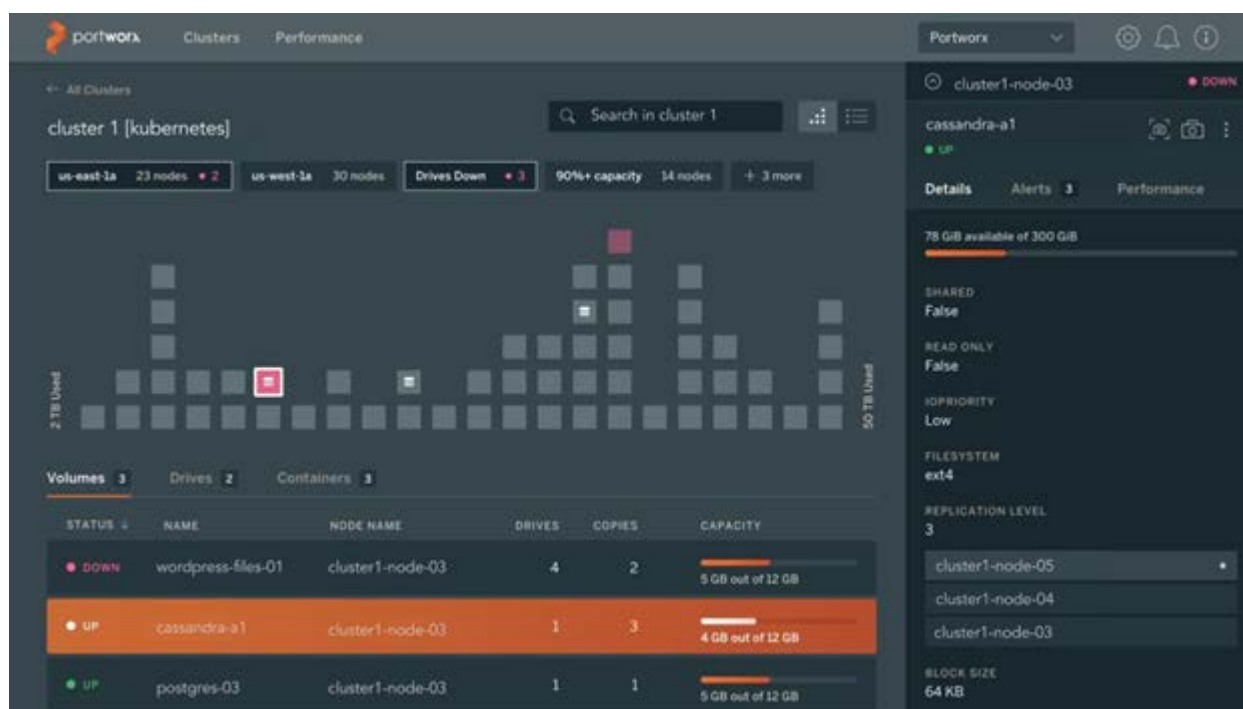 portworx Clusters Performance Portworx
← All Clusters
cluster 1 [kubernetes]
Search in cluster 1
us-east-1a 23 nodes 2
us-west-1a 30 nodes
Drives Down 3
90%+ capacity 14 nodes
+ 3 more
2 TB Used
50 TB Used
Volumes 3 Drives 2 Containers 3
STATUS ↓ NAME NODE NAME DRIVES COPIES CAPACITY
DOWN wordpress-files-01 cluster1-node-03 4 2 5 GB out of 12 GB
UP cassandra-a1 cluster1-node-03 1 3 4 GB out of 12 GB
UP postgres-03 cluster1-node-03 1 1 5 GB out of 12 GB
cluster1-node-03 DOWN
cassandra-a1
UP
Details Alerts 3 Performance
78 GiB available of 300 GiB
SHARED
False
READ ONLY
False
IOPRIORITY
Low
FILESYSTEM
ext4
REPLICATION LEVEL
3
cluster1-node-05
cluster1-node-04
cluster1-node-03
BLOCK SIZE
64 KB